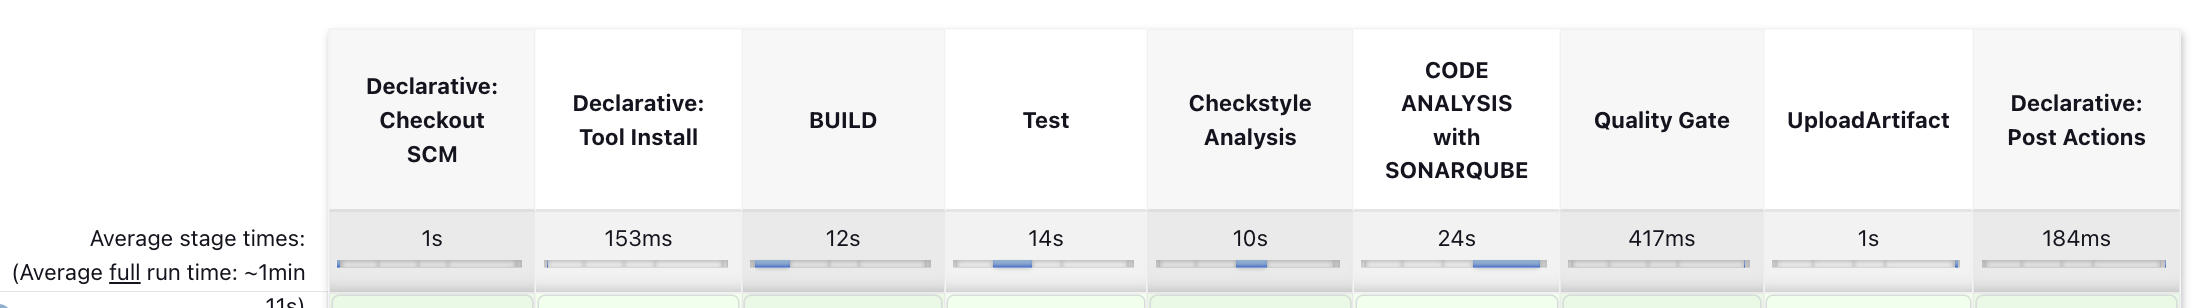 Declarative:
Checkout
SCM
Declarative:
Tool Install
BUILD
Test
Checkstyle
Analysis
CODE
ANALYSIS
with
SONARQUBE
Quality Gate
UploadArtifact
Declarative:
Post Actions
Average stage times:
(Average full run time: ~1min
11s)
1s
153ms
12s
14s
10s
24s
417ms
1s
184ms